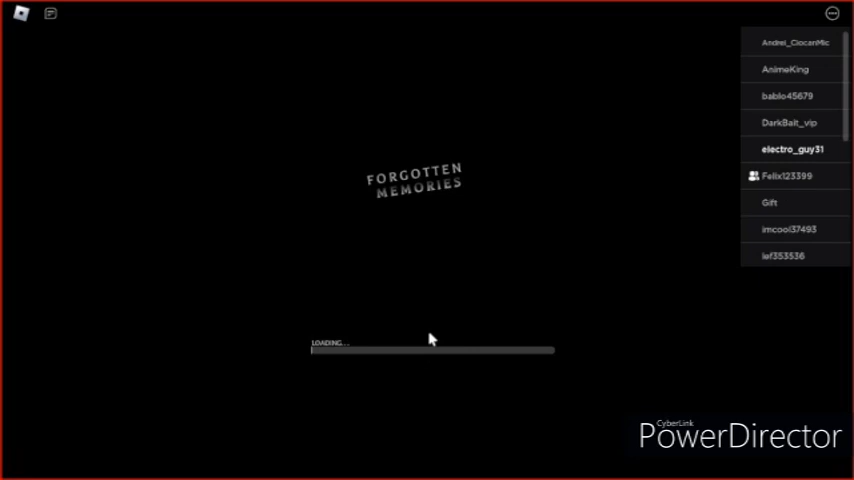 Andrei_CiocanMic
AnimeKing
bablo45679
DarkBait_vip
electro_guy31
Felix123399
Gift
imcool37493
lef353536
FORGOTTEN
MEMORIES
LOADING....
CyberLink
PowerDirector